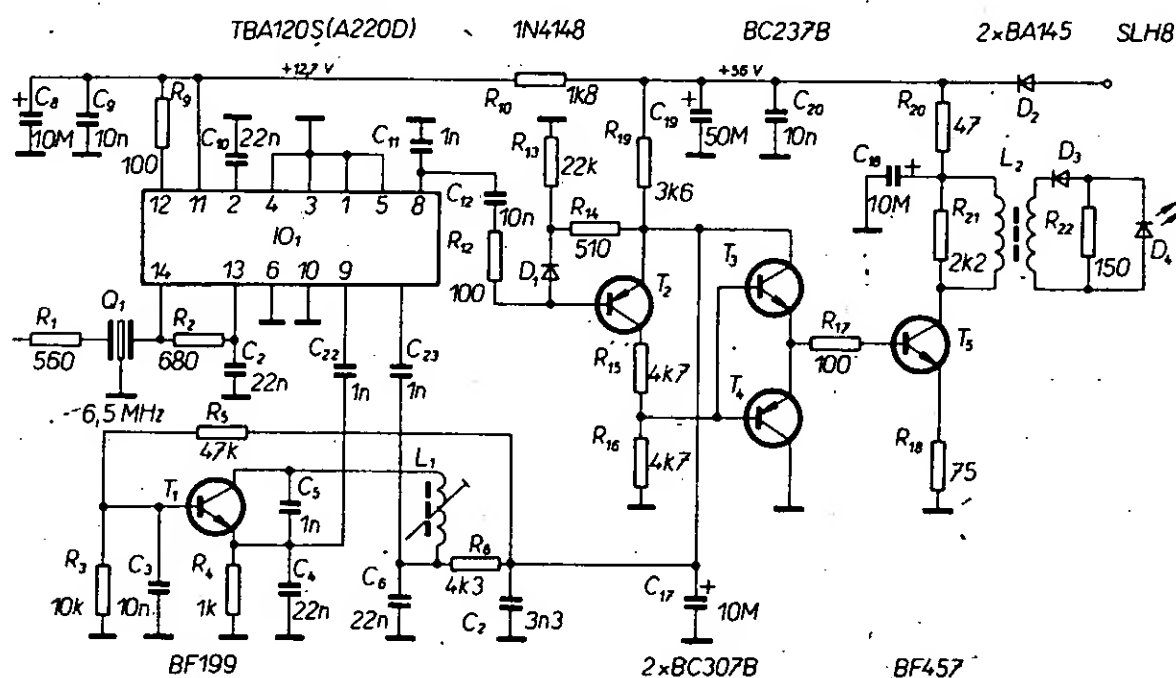 TBA120S(A220D) 1N4148 BC237B 2xBA145 SLH8
+12,7 V +56 V
C8 10M
C9 10n
R9 100
C10 22n
C11 1n
R10 1k8
R13 22k
R19 3k6
C19 50M
C20 10n
R20 47
D2
12 11 2 4 3 1 5 8
IO1
14 13 6 10 9 7
C12 10n
R12 100
R14 510
D1
T2
T3
C18 10M
R21 2k2
L2
D3
R22 150
D4
R1 560
Q1
R2 680
C2 22n
C22 1n
C23 1n
R15 4k7
T4
R17 100
T5
~6,5 MHz
R5 47k
R16 4k7
R18 75
T1
C5 1n
L1
R3 10k
C3 10n
R4 1k
C4 22n
C6 22n
R6 4k3
C2 3n3
C17 10M
BF199 2xBC307B BF457